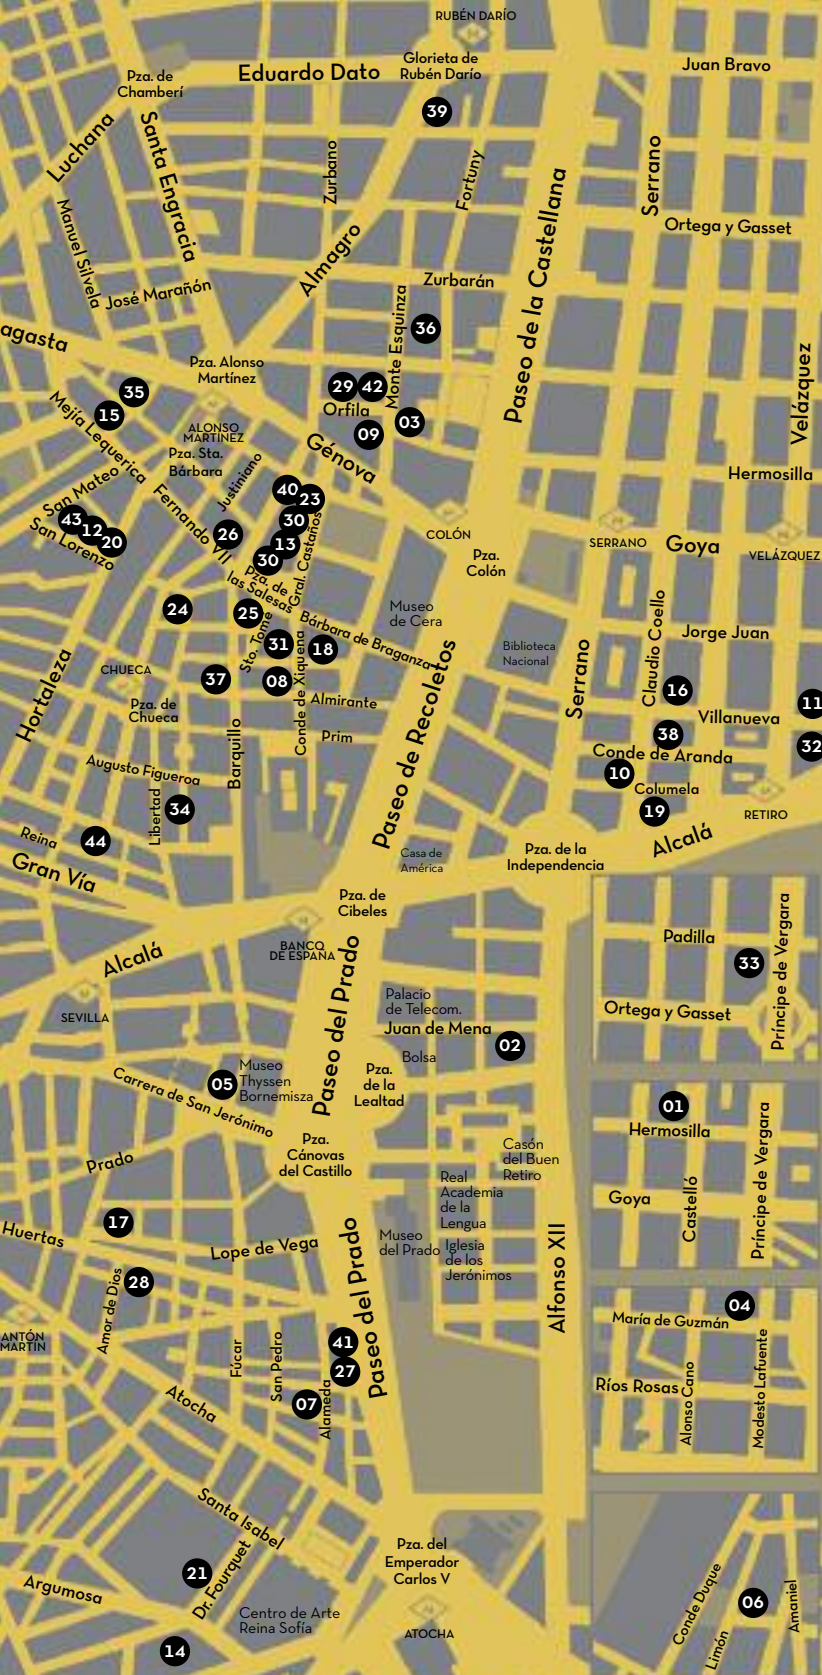 RUBÉN DARÍO
Glorieta de
Rubén Darío
Juan Bravo
Eduardo Dato
Pza. de
Chamberí
39
Luchana
Santa Engracia
Zurbano
Fortuny
Serrano
Manuel Silvela
Ortega y Gasset
Almagro
Paseo de la Castellana
José Marañón
Zurbarán
Monte Esquinza
36
agasta
Pza. Alonso
Martínez
Velázquez
35
29
42
15
Orfila
03
09
Mejía Lequerica
ALONSO
MARTÍNEZ
Pza. Sta.
Bárbara
Génova
Hermosilla
San Mateo
Justiniano
40
23
Fernando VII
43
12
20
San Lorenzo
30
26
13
30
Gral. Castaños
COLÓN
SERRANO
Goya
VELÁZQUEZ
Pza.
Colón
Pza. de
las Salesas
24
25
Museo
de Cera
Bárbara de Braganza
Claudio Coello
Jorge Juan
Sto. Tome
31
18
Biblioteca
Nacional
CHUECA
37
08
Conde de Xiquena
Serrano
16
11
Hortaleza
Pza. de
Chueca
Almirante
Villanueva
Prim
38
32
Barquillo
Paseo de Recoletos
Conde de Aranda
Augusto Figueroa
10
Columela
Libertad
34
19
RETIRO
Reina
44
Alcalá
Gran Vía
Casa de
América
Pza. de la
Independencia
Pza. de
Cibeles
Alcalá
BANCO
DE ESPAÑA
Padilla
33
Príncipe de Vergara
SEVILLA
Palacio
de Telecom.
Ortega y Gasset
Paseo del Prado
Juan de Mena
02
Bolsa
Carrera de San Jerónimo
05
Museo
Thyssen
Bornemisza
Pza.
de la
Lealtad
01
Hermosilla
Príncipe de Vergara
Prado
Pza.
Cánovas
del Castillo
Casón
del Buen
Retiro
Real
Academia
de la
Lengua
Goya
Castelló
17
Huertas
Lope de Vega
Paseo del Prado
Museo
del Prado
Iglesia
de los
Jerónimos
Alfonso XII
Amor de Dios
28
04
María de Guzmán
ANTÓN
MARTÍN
41
27
Fúcar
San Pedro
Ríos Rosas
Alonso Cano
Modesto Lafuente
Atocha
07
Alameda
Santa Isabel
Pza. del
Emperador
Carlos V
21
Dr. Fourquet
Argumosa
Centro de Arte
Reina Sofía
ATOCHA
Conde Duque
06
Amaniel
Limón
14